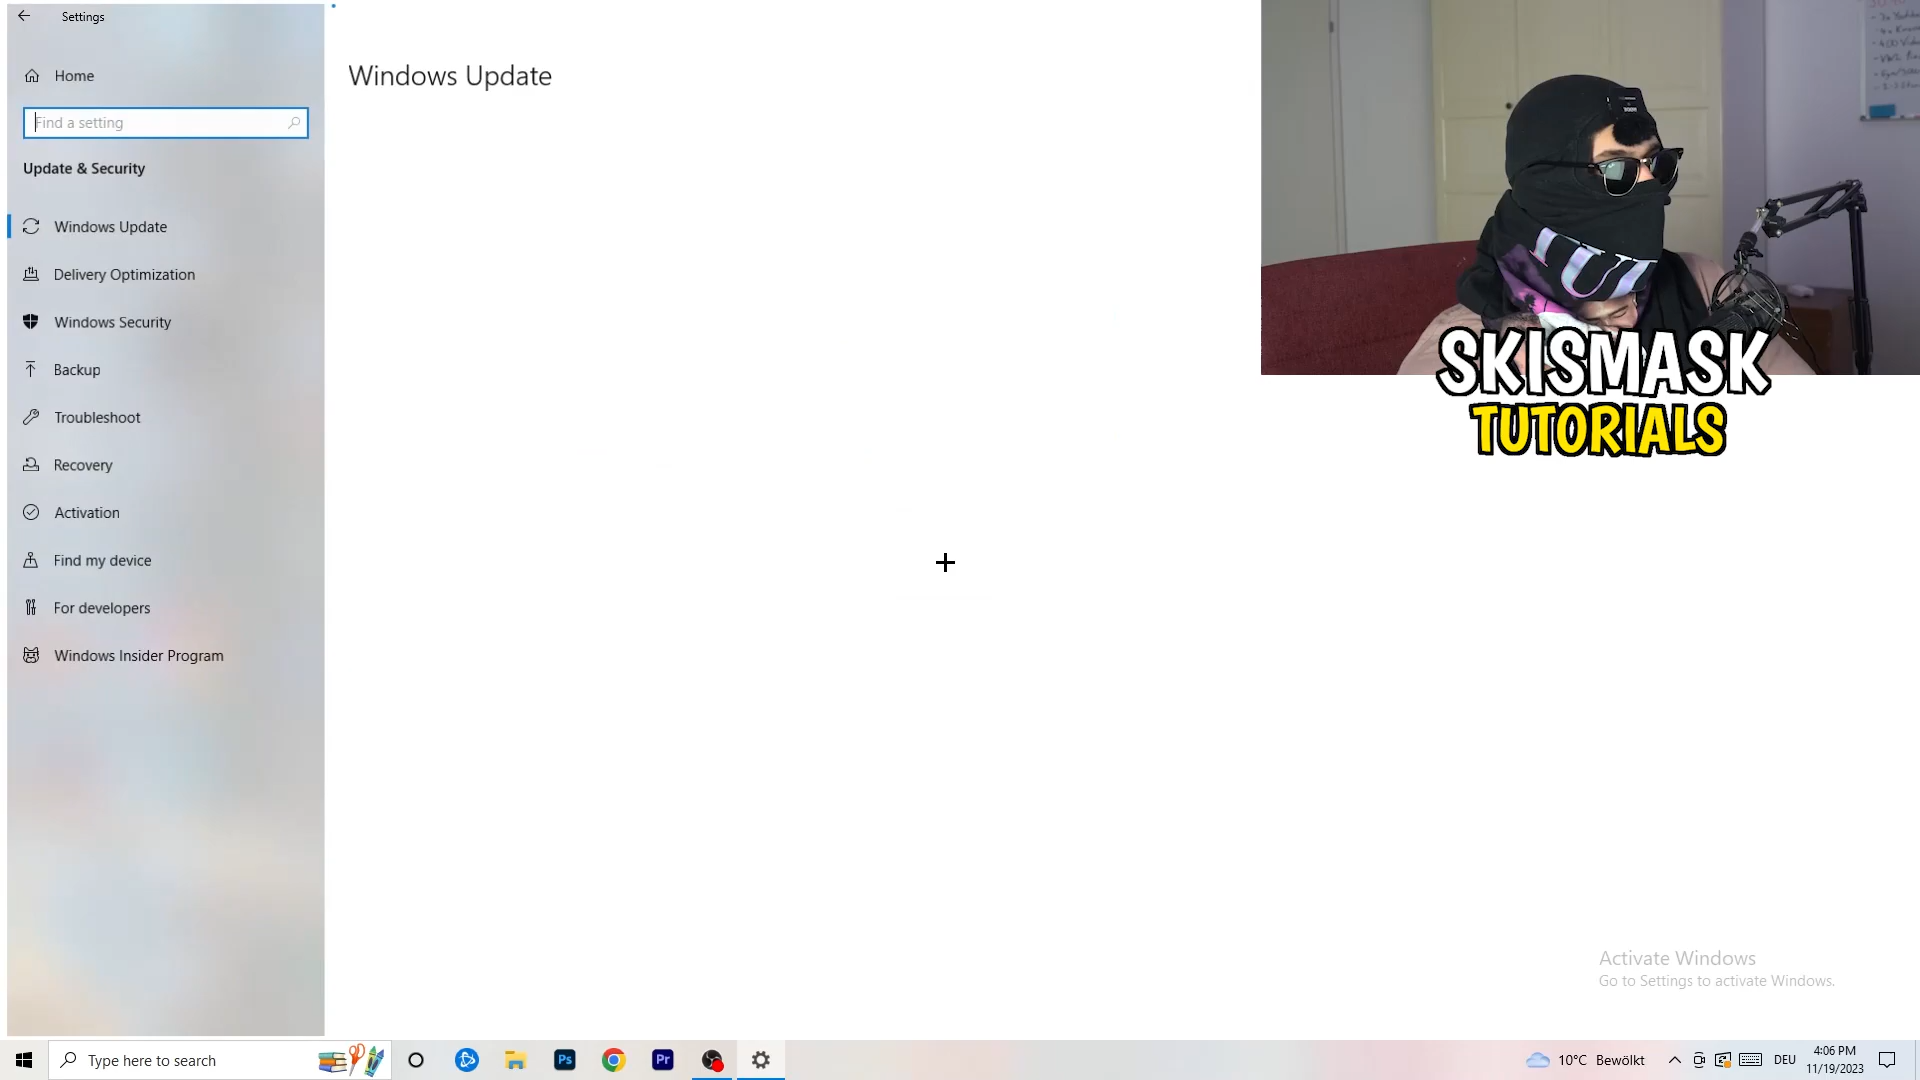 Settings
Home
Find a setting
Update & Security
Windows Update
Delivery Optimization
Windows Security
Backup
Troubleshoot
Recovery
Activation
Find my device
For developers
Windows Insider Program
Windows Update
SKISMASK
TUTORIALS
Activate Windows
Go to Settings to activate Windows.
Type here to search
Ps
Pr
10°C Bewölkt
DEU
4:06 PM
11/19/2023